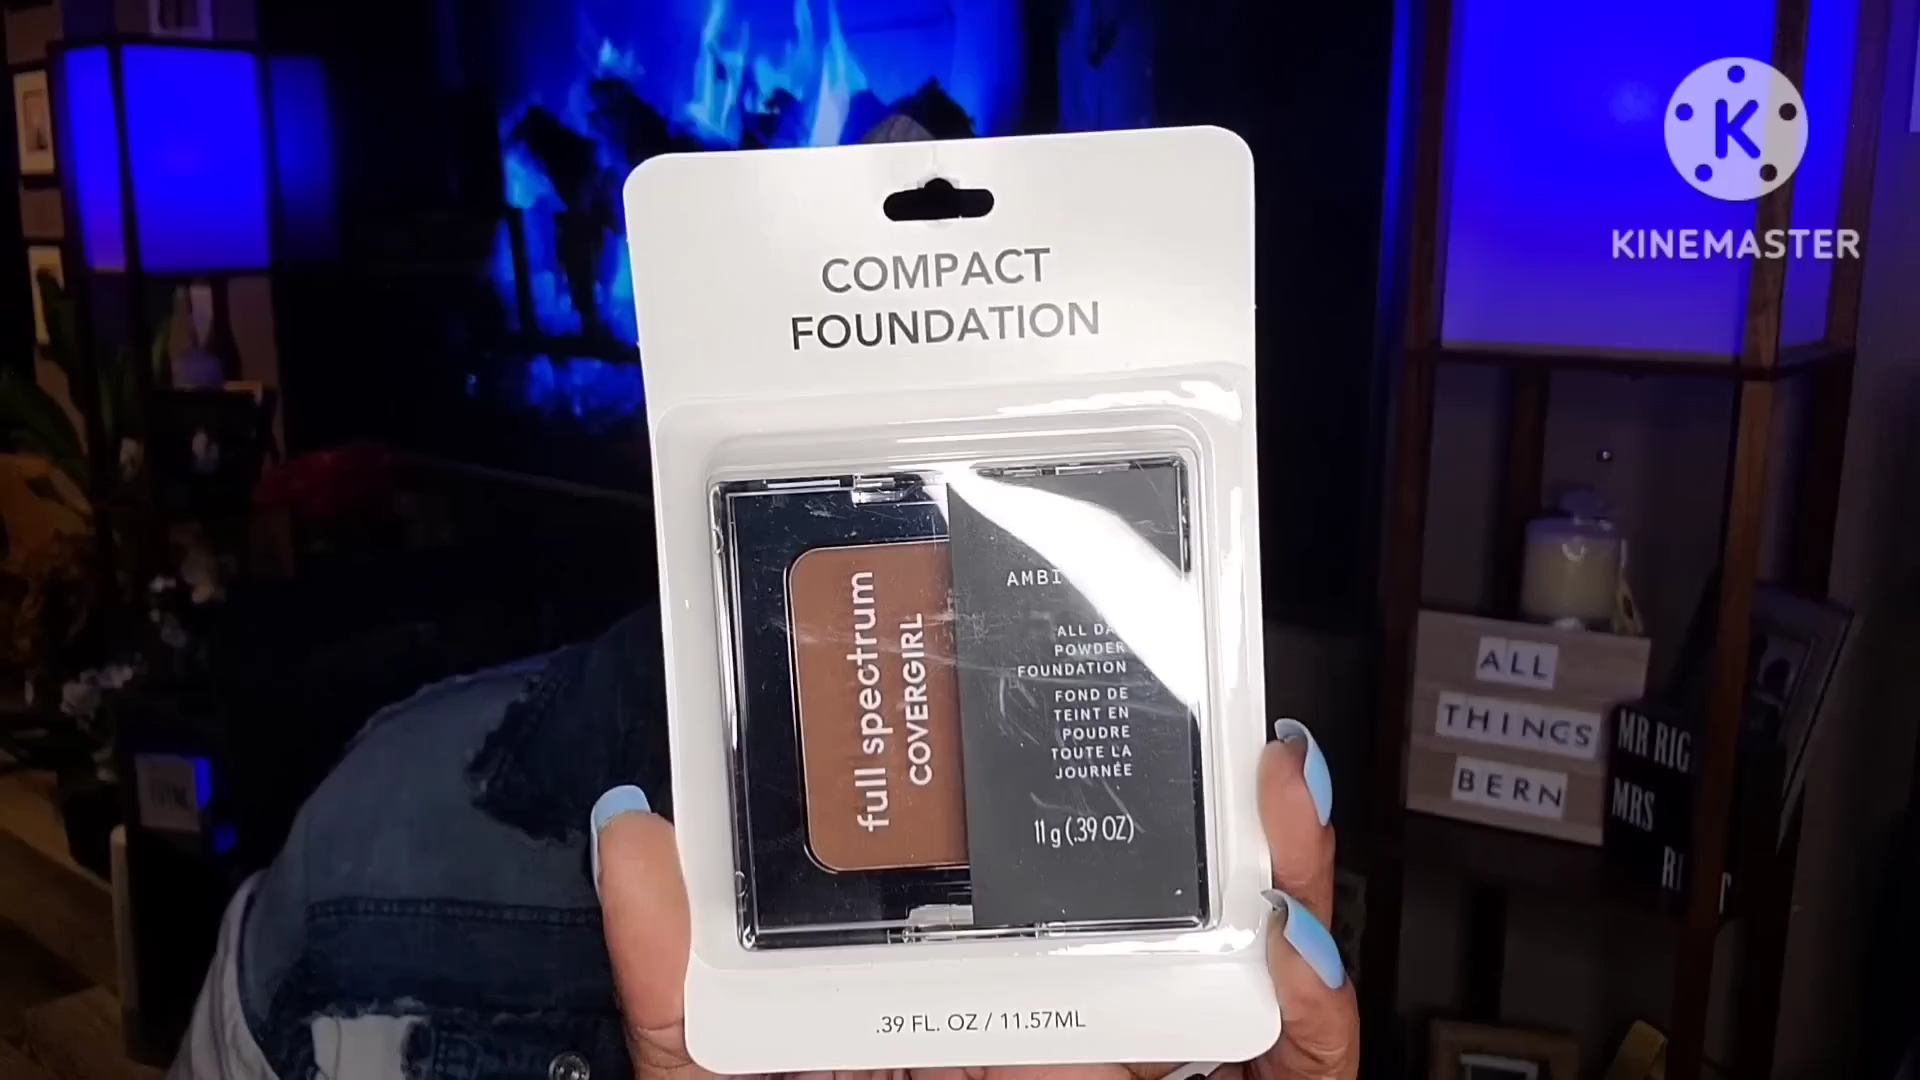 COMPACT
FOUNDATION
full spectrum
COVERGIRL
ALL
POWDER
FOUNDATION
FOND DE
TEINT EN
POUDRE
TOUTE LA
JOURNÉE
11 g (.39 OZ)
.39 FL. OZ / 11.57ML
K
KINEMASTER
ALL
THINGS
BERN
MR
MRS